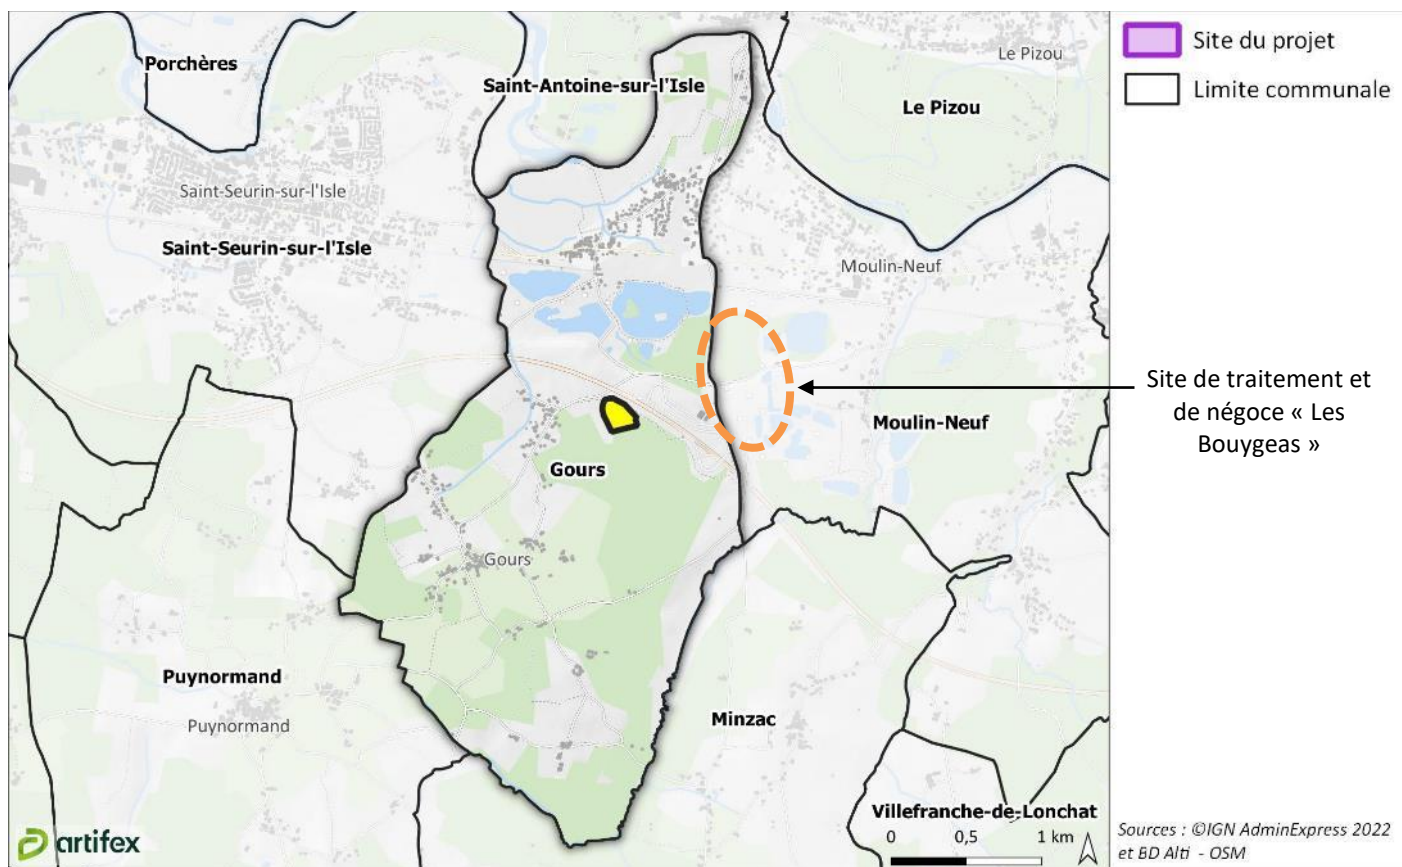 Porchères
Saint-Antoine-sur-l'Isle
Le Pizou
Le Pizou
Saint-Seurin-sur-l'Isle
Saint-Seurin-sur-l'Isle
Moulin-Neuf
Moulin-Neuf
Gours
Gours
Puynormand
Puynormand
Minzac
Villefranche-de-Lonchat
0 0,5 1 km
artifex
Site du projet
Limite communale
Site de traitement et
de négoce « Les
Bouygeas »
Sources : ©IGN AdminExpress 2022
et BD Alti - OSM